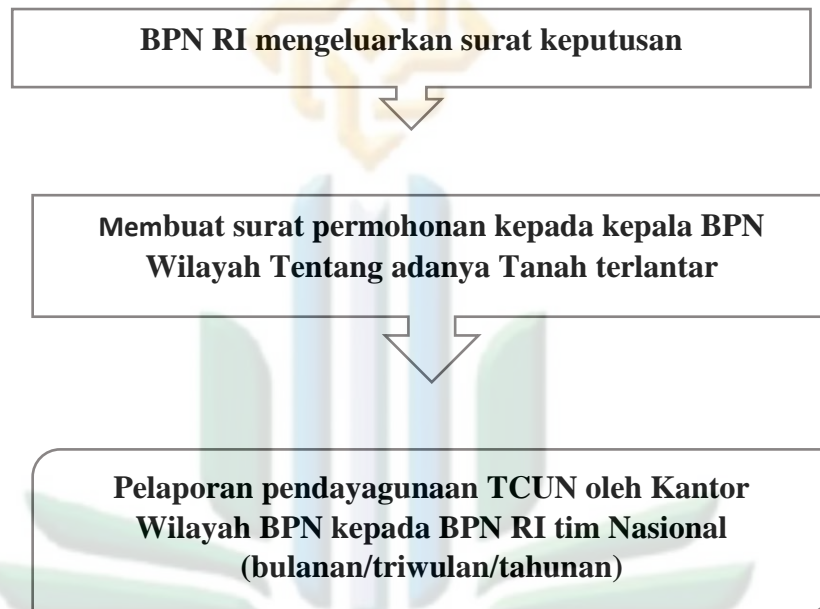 BPN RI mengeluarkan surat keputusan
Membuat surat permohonan kepada kepala BPN
Wilayah Tentang adanya Tanah terlantar
Pelaporan pendayagunaan TCUN oleh Kantor
Wilayah BPN kepada BPN RI tim Nasional
(bulanan/triwulan/tahunan)